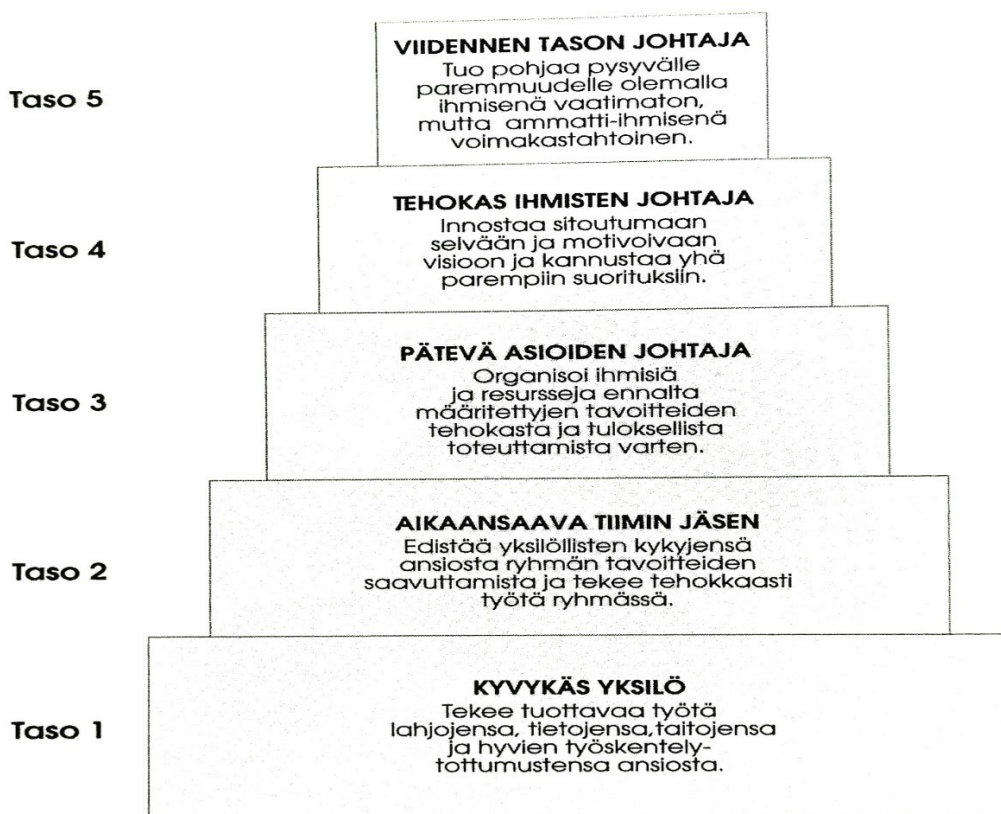 VIIDENNEN TASON JOHTAJA
Tuo pohjaa pysyvälle
paremmuudelle olemalla
ihmisenä vaatimaton,
mutta ammatti-ihmisenä
voimakastahtoinen.
Taso 5
TEHOKAS IHMISTEN JOHTAJA
Innostaa sitoutumaan
selvään ja motivoivaan
visioon ja kannustaa yhä
parempiin suorituksiin.
Taso 4
PÄTEVÄ ASIOIDEN JOHTAJA
Organisoi ihmisiä
ja resursseja ennalta
määritettyjen tavoitteiden
tehokasta ja tuloksellista
toteuttamista varten.
Taso 3
AIKAANSAAVA TIIMIN JÄSEN
Edistää yksilöllisten kykyjensä
ansiosta ryhmän tavoitteiden
saavuttamista ja tekee tehokkaasti
työtä ryhmässä.
Taso 2
KYVYKÄS YKSILÖ
Tekee tuottavaa työtä
lahjojensa, tietojensa,taitojensa
ja hyvien työskentely-
tottumustensa ansiosta.
Taso 1